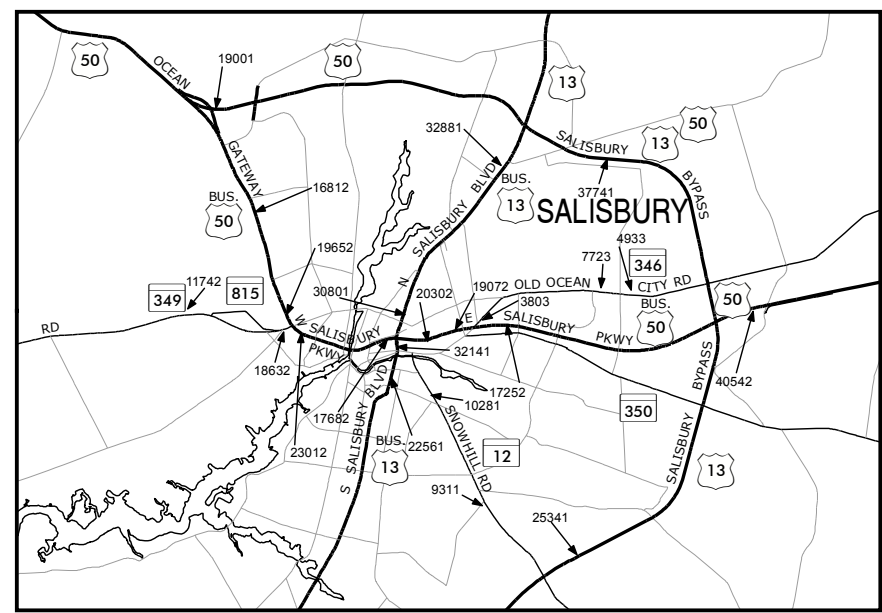 50
OCEAN
19001
50
13
32881
SALISBURY
50
13
GATEWAY
BUS.
50
16812
N SALISBURY BLVD
BUS.
13
37741
BYPASS
SALISBURY
19652
4933
7723
346
11742
349
815
30801
20302
19072
3803
OLD OCEAN CITY RD
BUS.
50
50
RD
W SALISBURY PKWY
E SALISBURY PKWY
18632
32141
17252
40542
17682
23012
S SALISBURY BLVD
BUS.
13
22561
10281
SNOWHILL RD
12
350
SALISBURY BYPASS
13
9311
25341